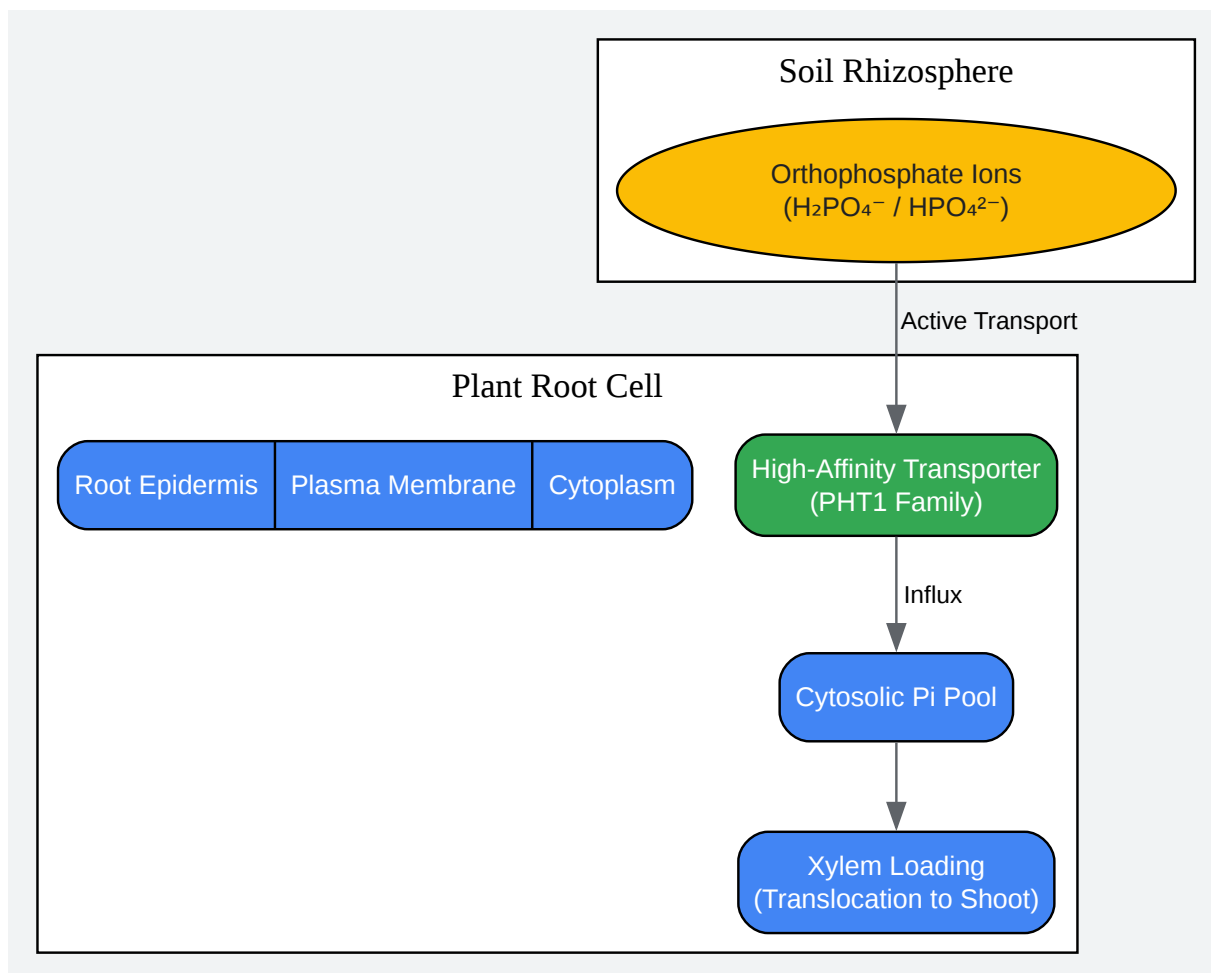 Soil Rhizosphere
Orthophosphate Ions
(H₂PO₄⁻ / HPO₄²⁻)
Active Transport
Plant Root Cell
Root Epidermis
Plasma Membrane
Cytoplasm
High-Affinity Transporter
(PHT1 Family)
Influx
Cytosolic Pi Pool
Xylem Loading
(Translocation to Shoot)